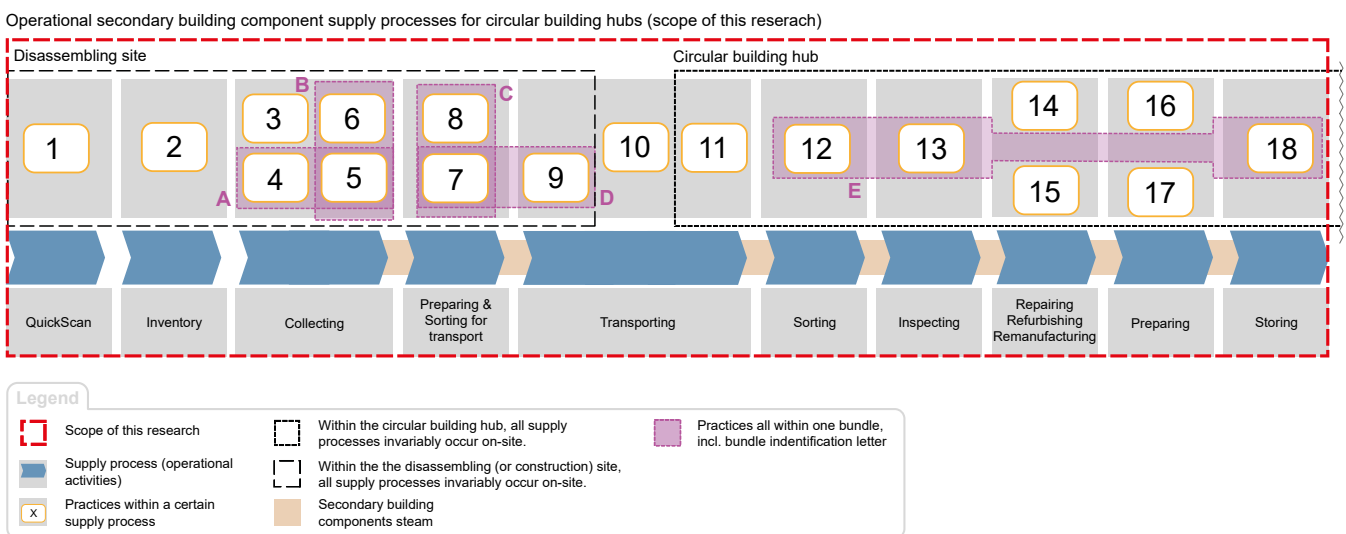 Operational secondary building component supply processes for circular building hubs (scope of this reserach)
Disassembling site
Circular building hub
B
C
A
D
E
1
2
3
6
4
5
8
7
9
10
11
12
13
14
15
16
17
18
QuickScan
Inventory
Collecting
Preparing &
Sorting for
transport
Transporting
Sorting
Inspecting
Repairing
Refurbishing
Remanufacturing
Preparing
Storing
Legend
Scope of this research
Supply process (operational
activities)
X
Practices within a certain
supply process
Within the circular building hub, all supply
processes invariably occur on-site.
Within the the disassembling (or construction) site,
all supply processes invariably occur on-site.
Secondary building
components steam
Practices all within one bundle,
incl. bundle indentification letter